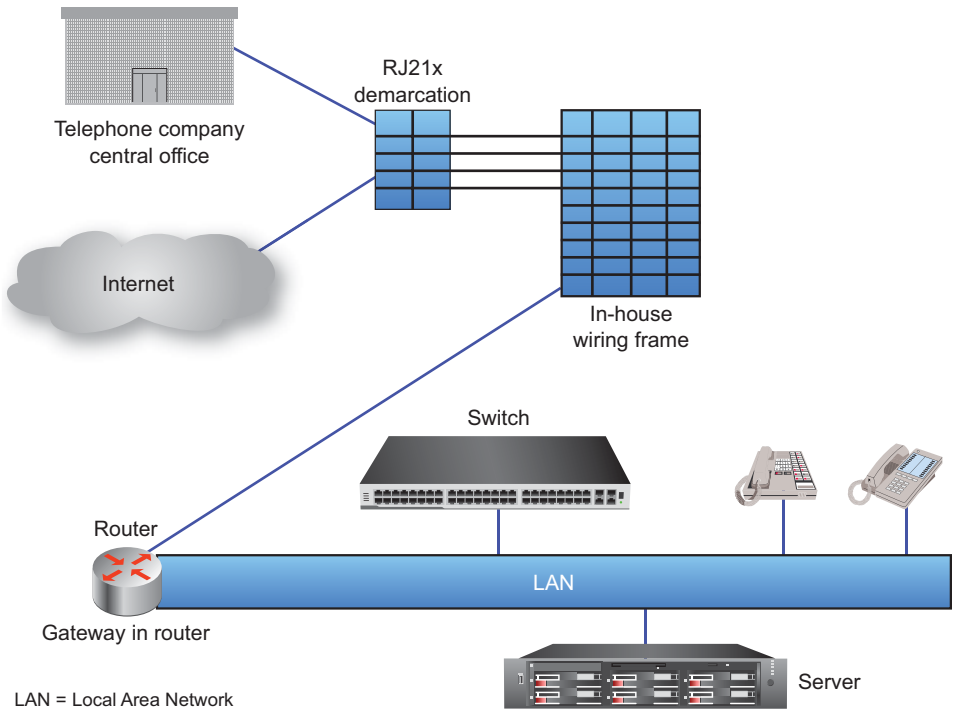 RJ21x
demarcation
Telephone company
central office
Internet
In-house
wiring frame
Switch
Router
LAN
Gateway in router
Server
LAN = Local Area Network